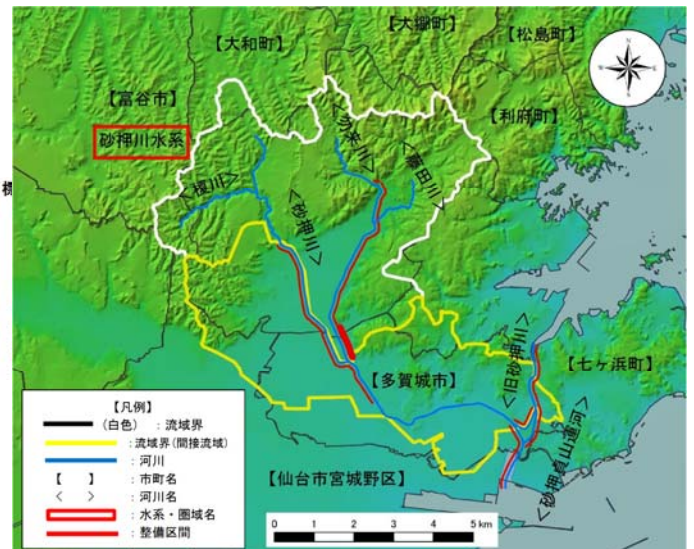 【大和町】
【大郷町】
【松島町】
【富谷市】
【利府町】
砂押川水系
<勿来川>
<藤田川>
<榎川>
<砂押川>
<旧砂押川>
【七ヶ浜町】
【多賀城市】
<砂押貞山運河>
【仙台市宮城野区】
【凡例】
(白色) : 流域界
: 流域界(間接流域)
: 河川
【 】 : 市町名
< > : 河川名
: 水系・圏域名
: 整備区間
0 1 2 3 4 5 km